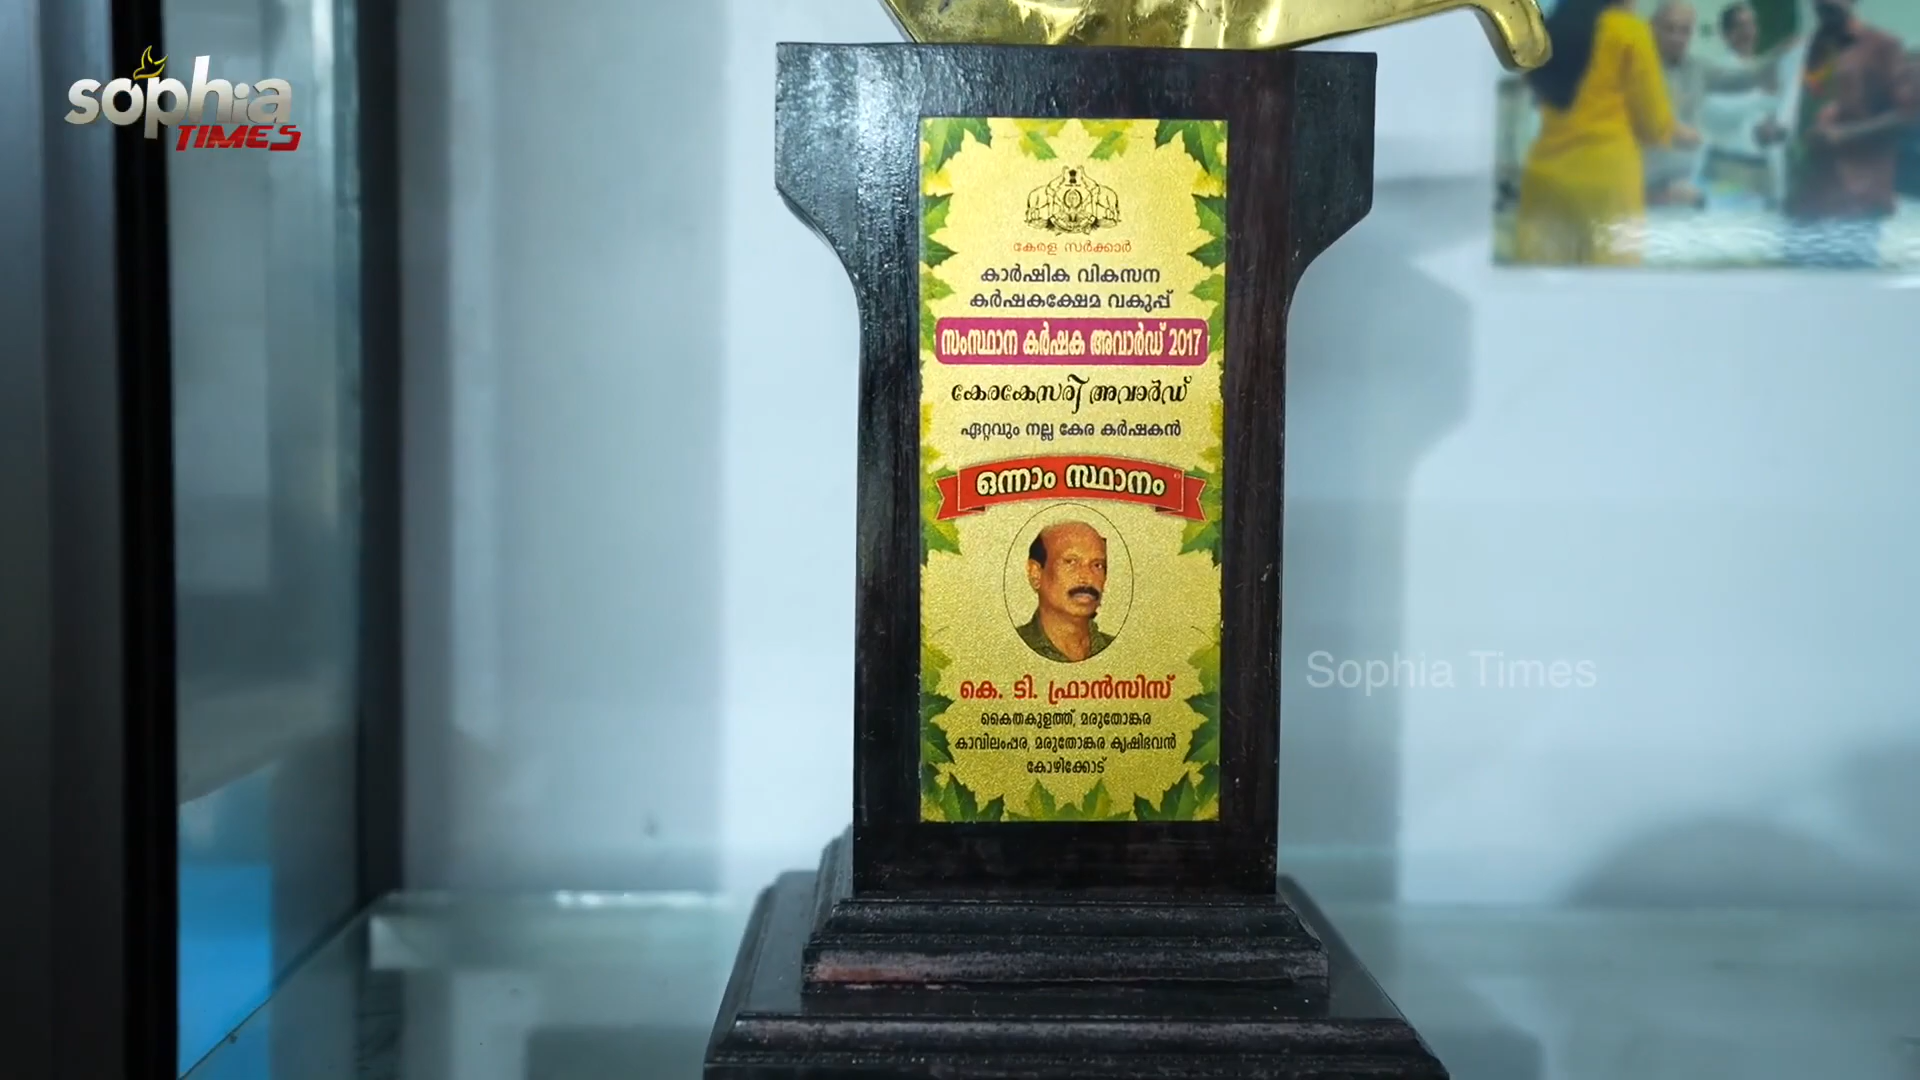 sophia
TIMES
കേരള സർക്കാർ
കാർഷിക വികസന
കർഷകക്ഷേമ വകുപ്പ്
സംസ്ഥാന കർഷക അവാർഡ് 2017
കേരകേസരി അവാർഡ്
ഏറ്റവും നല്ല കേര കർഷകൻ
ഒന്നാം സ്ഥാനം
കെ. ടി. ഫ്രാൻസിസ്
കൈതകുളത്ത്, മരുതോങ്കര
കാവിലംപ്പര, മരുതോങ്കര കൃഷിഭവൻ
കോഴിക്കോട്
Sophia Times